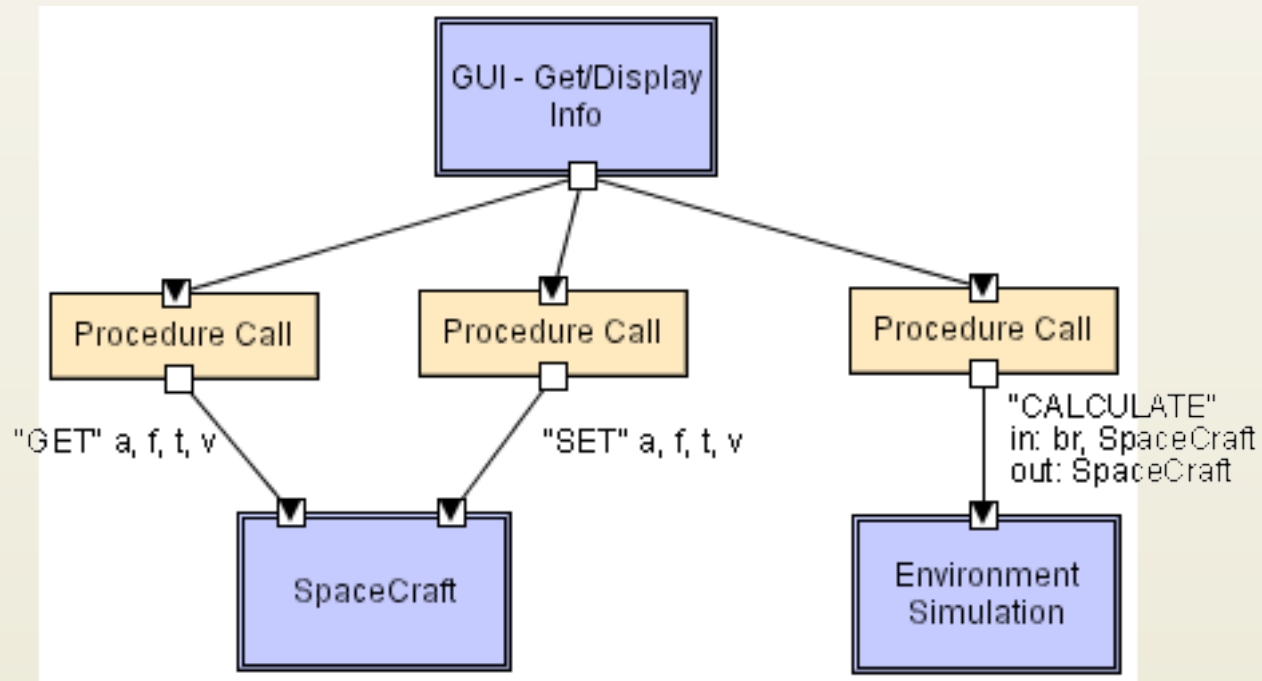 GUI - Get/Display
Info
Procedure Call
Procedure Call
Procedure Call
"GET" a, f, t, v
"SET" a, f, t, v
"CALCULATE"
in: br, SpaceCraft
out: SpaceCraft
SpaceCraft
Environment
Simulation